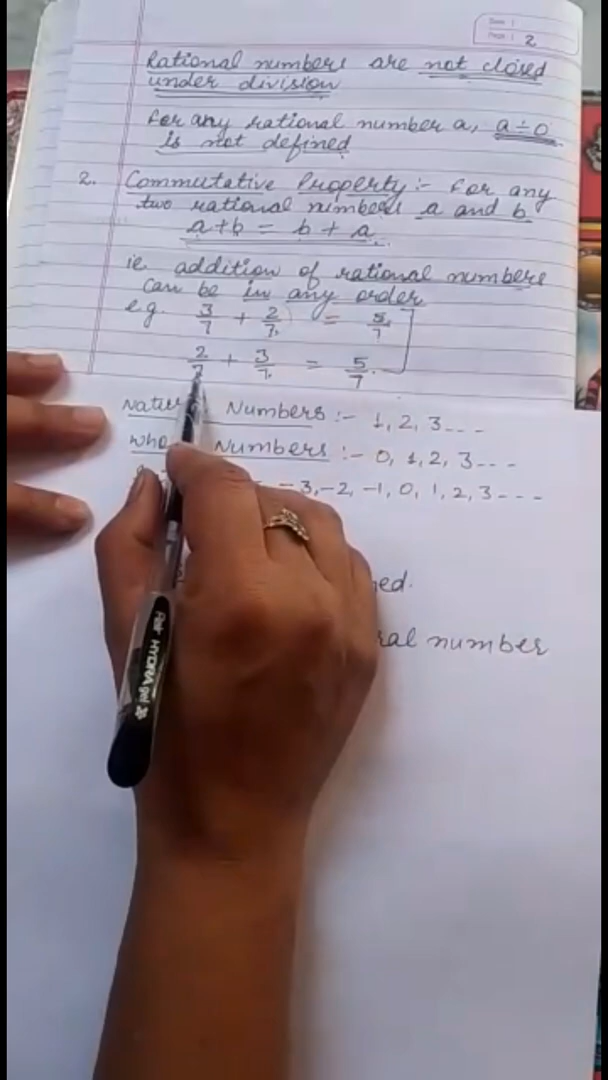 Page 2
Rational numbers are not closed
under division
For any rational number a, a ÷ 0
is not defined
2. Commutative Property :- For any
two rational numbers a and b
a + b = b + a
ie addition of rational numbers
can be in any order
e.g. 3/7 + 2/7 = 5/7
2/7 + 3/7 = 5/7
Numbers :- 1, 2, 3 - - -
Numbers :- 0, 1, 2, 3 - - -
-3, -2, -1, 0, 1, 2, 3 - - -
number
HYDRA gel